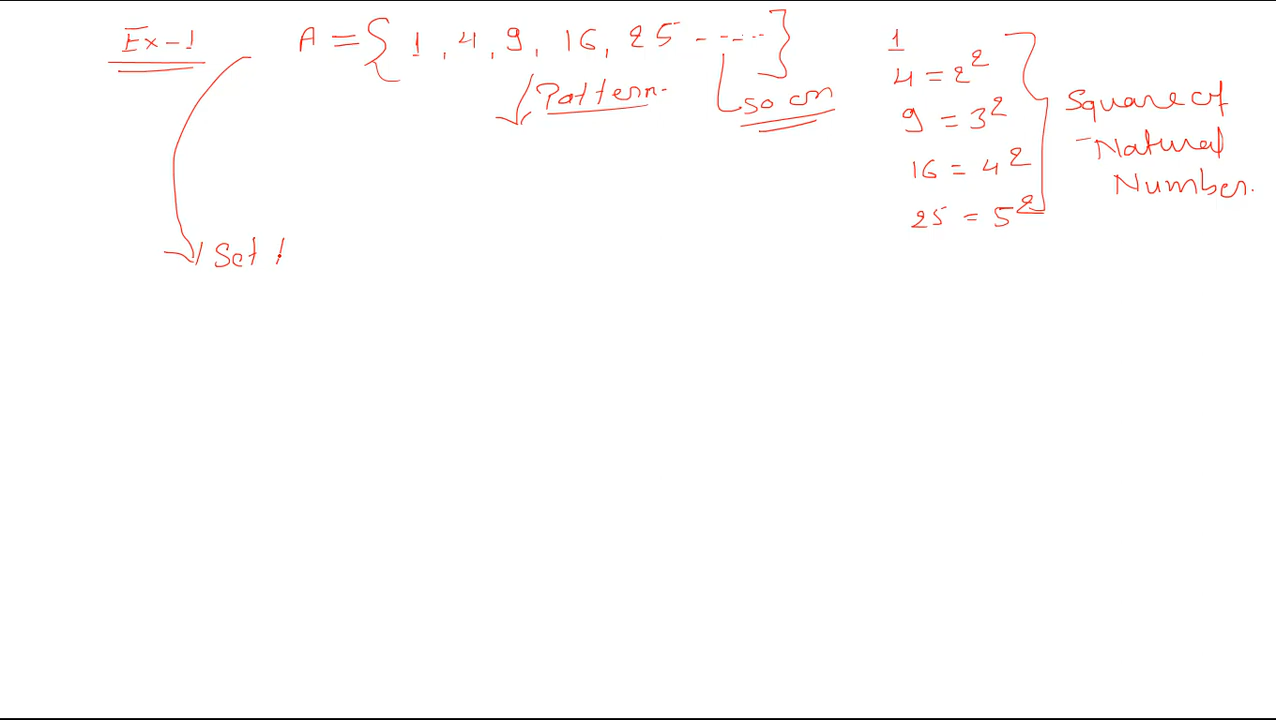 Ex-1 A = { 1, 4, 9, 16, 25 ------ }
Pattern.
so on
1
4 = 2²
9 = 3²
16 = 4²
25 = 5²
Square of
Natural
Number.
Set